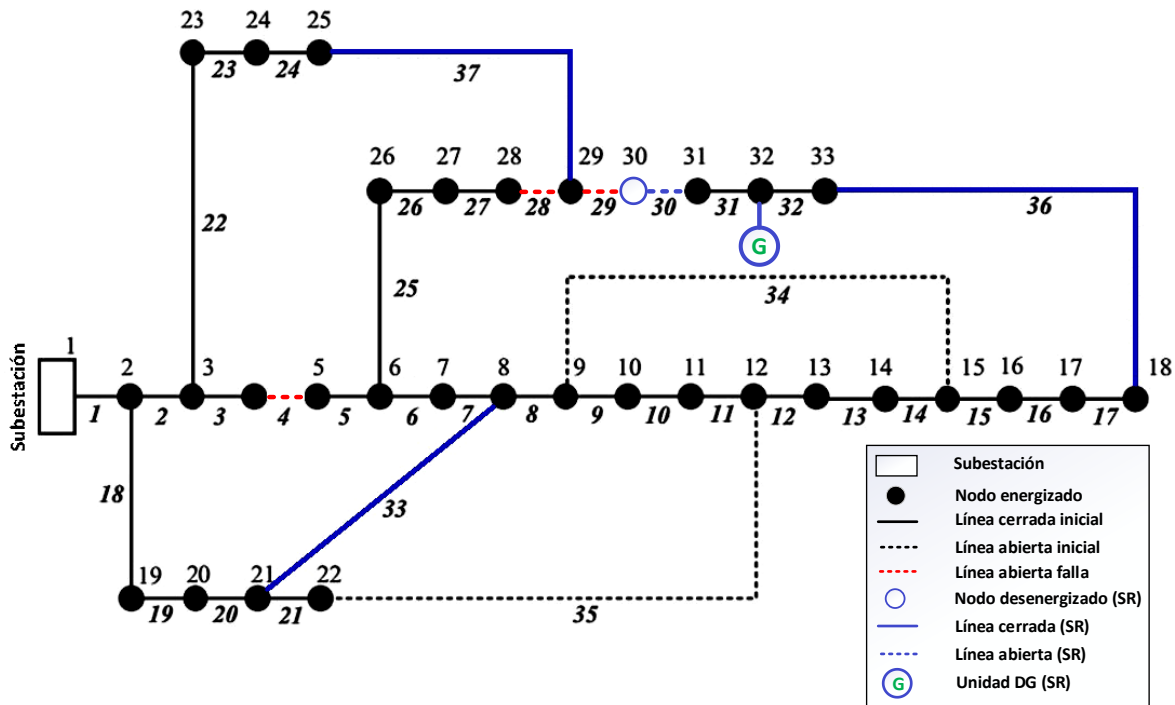 23 24 25
23 24 37
26 27 28 29 30 31 32 33
26 27 28 29 30 31 32 36
22
G
25
34
Subestación
1 2 3 5 6 7 8 9 10 11 12 13 14 15 16 17 18
1 2 3 4 5 6 7 8 9 10 11 12 13 14 15 16 17
18
33
19 20 21 22
19 20 21 35
Subestación
Nodo energizado
Línea cerrada inicial
Línea abierta inicial
Línea abierta falla
Nodo desenergizado (SR)
Línea cerrada (SR)
Línea abierta (SR)
G Unidad DG (SR)